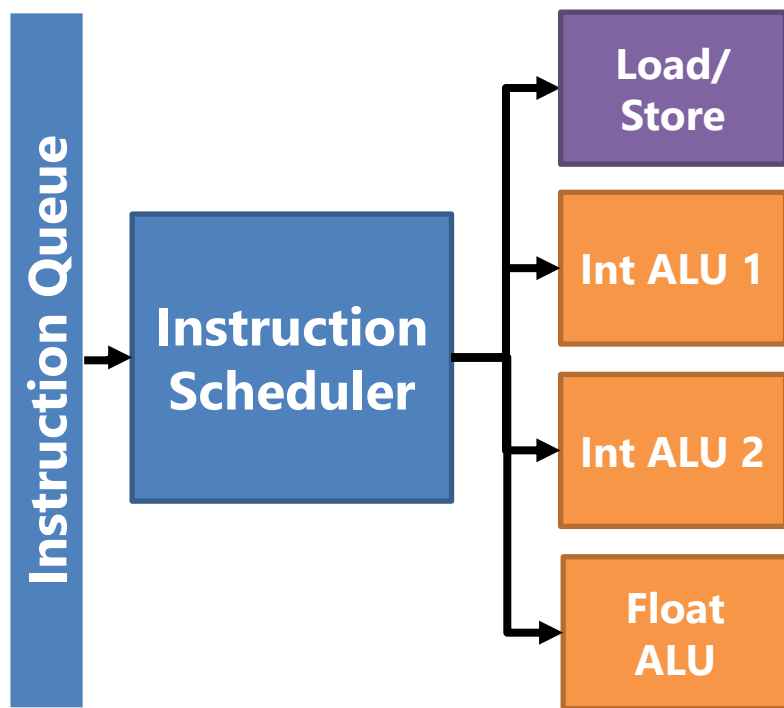 Instruction Queue
Instruction
Scheduler
Load/
Store
Int ALU 1
Int ALU 2
Float
ALU